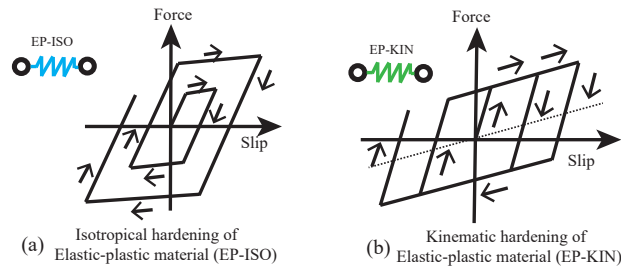 Force
EP-ISO
Slip
(a) Isotropical hardening of
Elastic-plastic material (EP-ISO)
Force
EP-KIN
Slip
(b) Kinematic hardening of
Elastic-plastic material (EP-KIN)